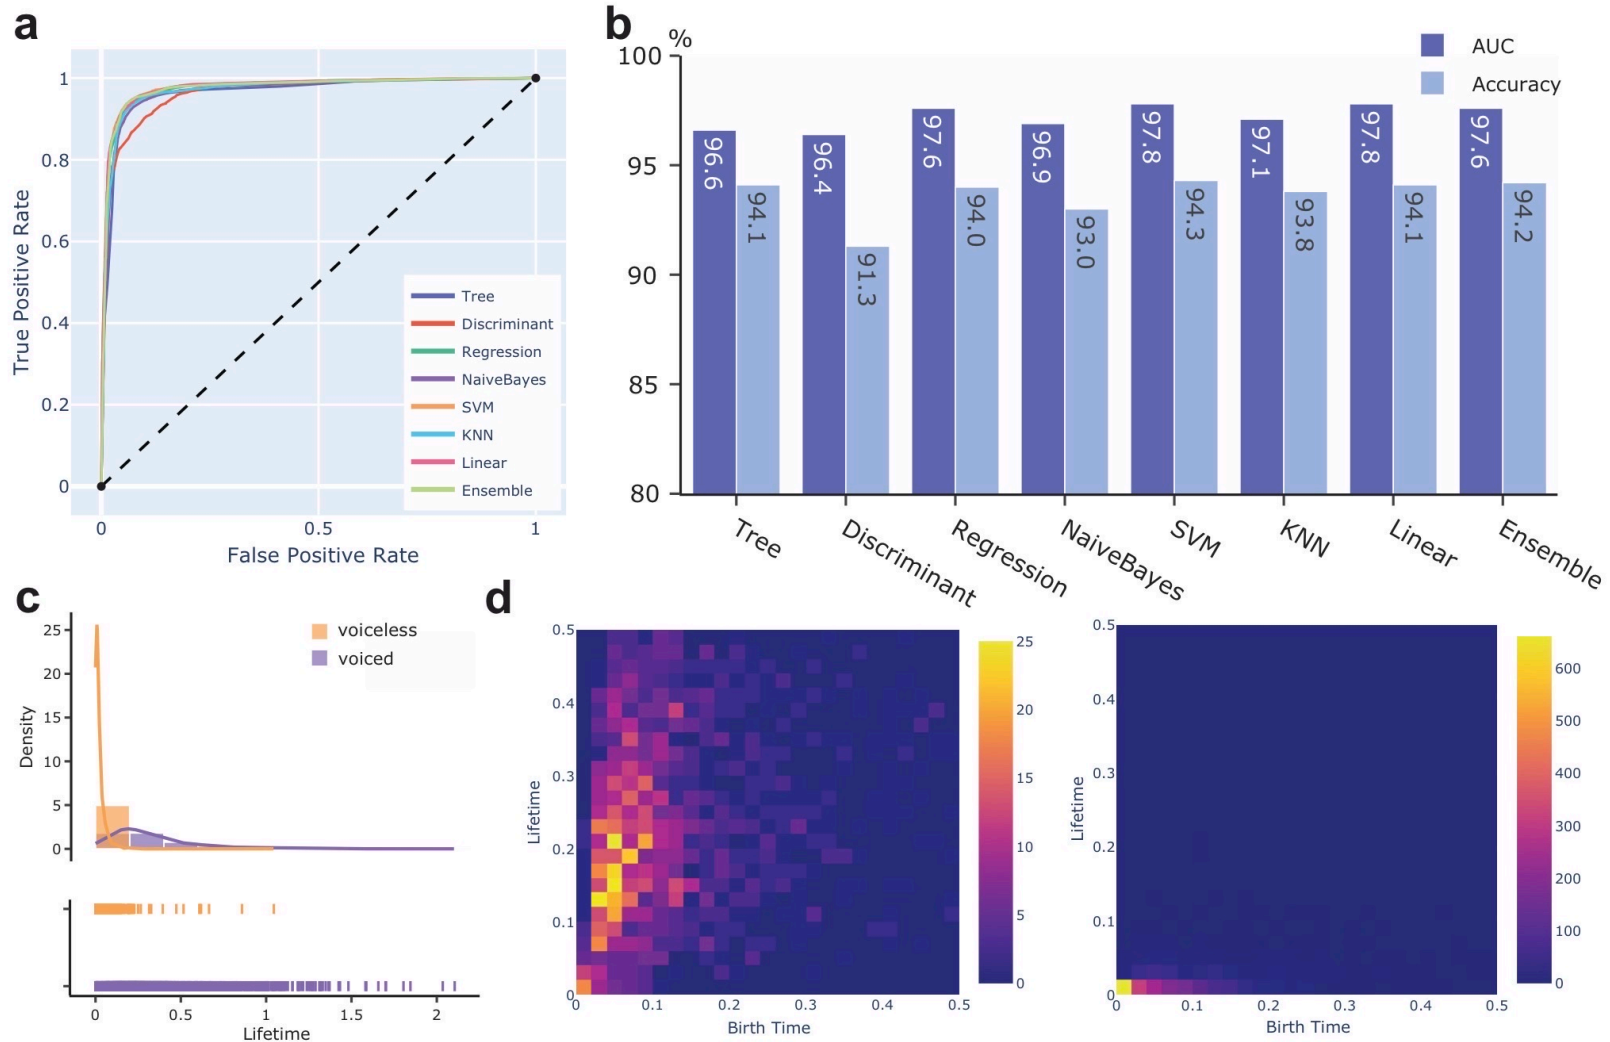 a
1
0.8
0.6
0.4
0.2
0
True Positive Rate
0 0.5 1
False Positive Rate
Tree
Discriminant
Regression
NaiveBayes
SVM
KNN
Linear
Ensemble
b
%
100
95
90
85
80
AUC
Accuracy
96.6 94.1 96.4 91.3 97.6 94.0 96.9 93.0 97.8 94.3 97.1 93.8 97.8 94.1 97.6 94.2
Tree Discriminant Regression NaiveBayes SVM KNN Linear Ensemble
c
25
20
15
10
5
0
Density
voiceless
voiced
0 0.5 1 1.5 2
Lifetime
d
0.5
0.4
0.3
0.2
0.1
0
Lifetime
0 0.1 0.2 0.3 0.4 0.5
Birth Time
25
20
15
10
5
0
0.5
0.4
0.3
0.2
0.1
0
Lifetime
0 0.1 0.2 0.3 0.4 0.5
Birth Time
600
500
400
300
200
100
0